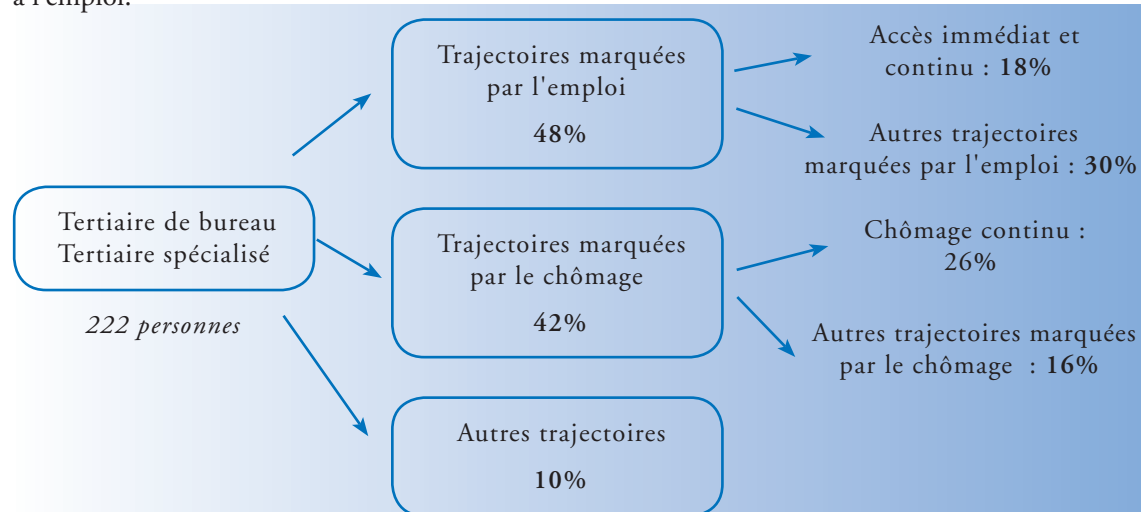 à l'emploi.
Trajectoires marquées
par l'emploi
48%
Accès immédiat et
continu : 18%
Autres trajectoires
marquées par l'emploi : 30%
Tertiaire de bureau
Tertiaire spécialisé
222 personnes
Trajectoires marquées
par le chômage
42%
Chômage continu :
26%
Autres trajectoires marquées
par le chômage : 16%
Autres trajectoires
10%